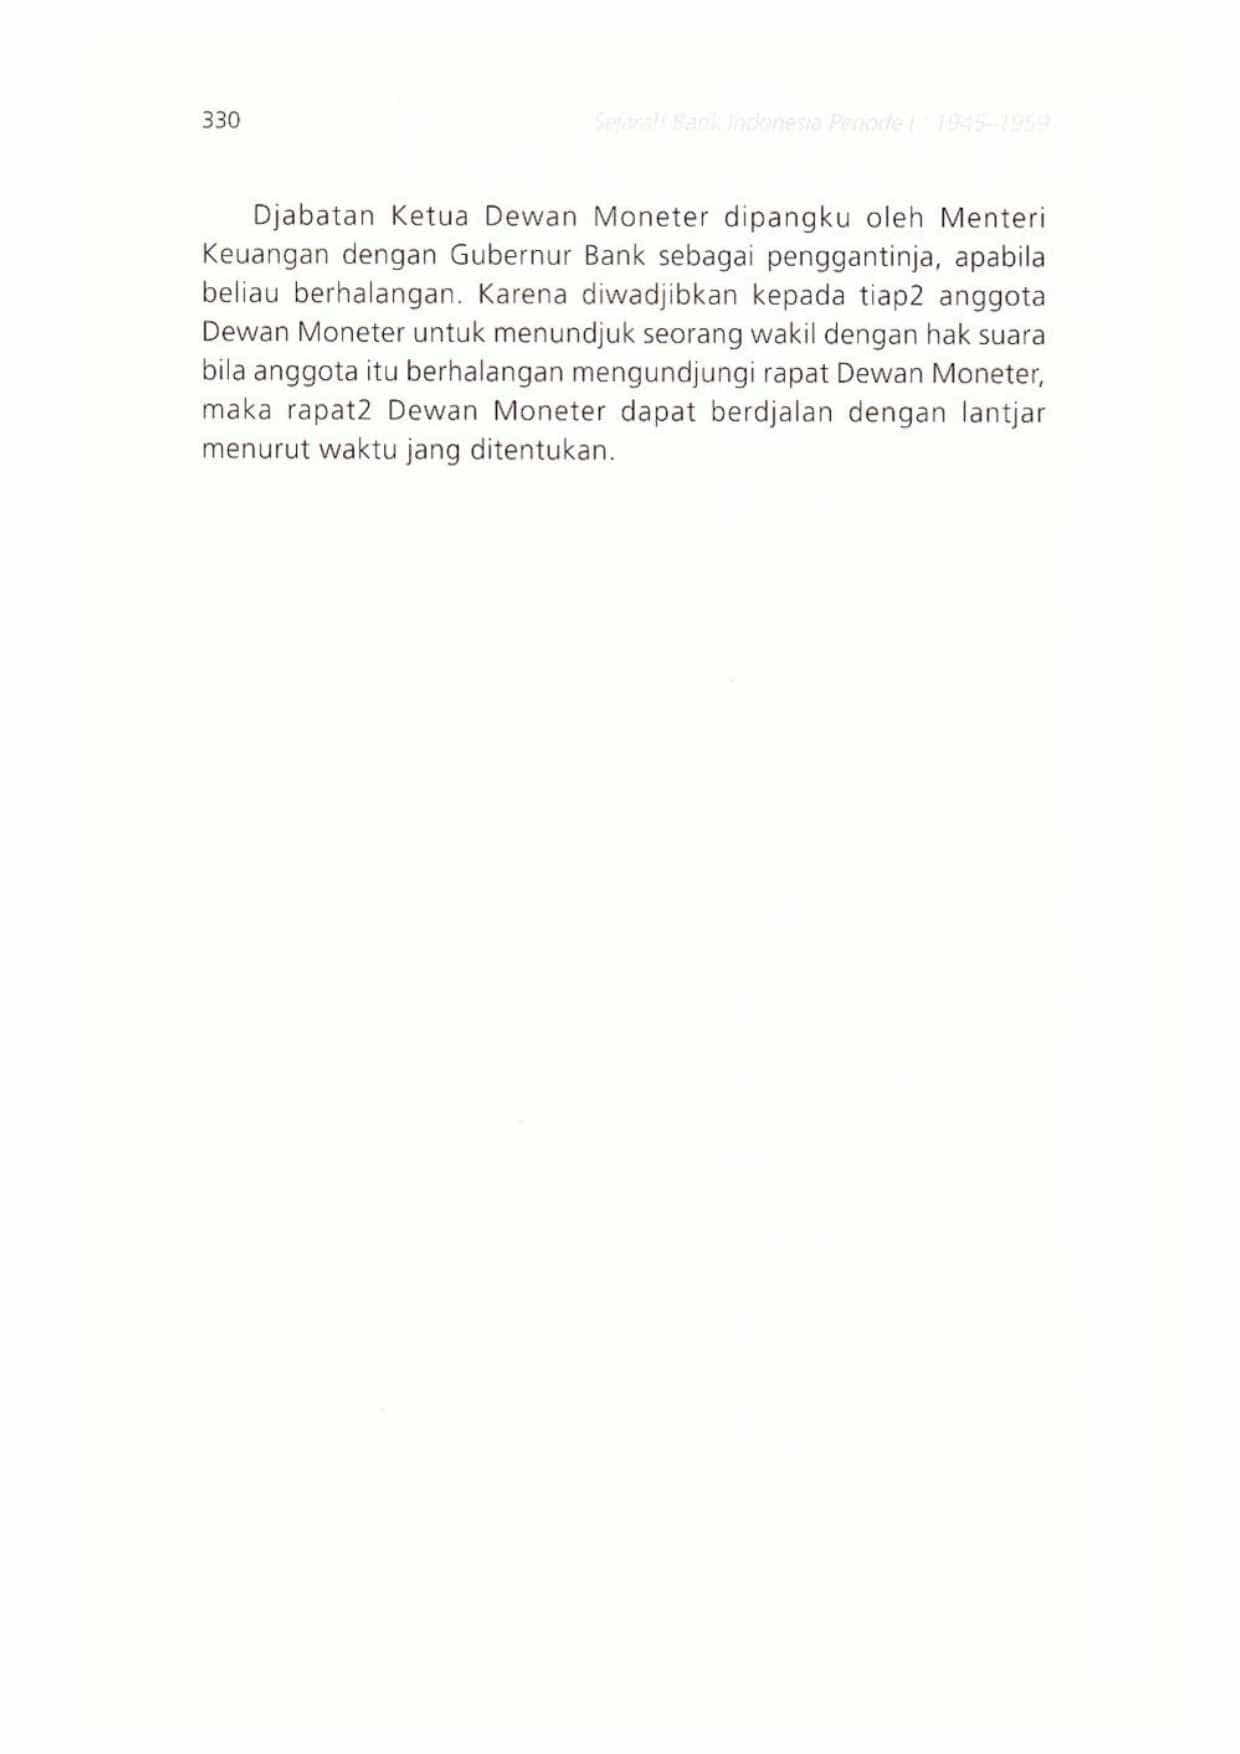 330
Sejarah Bank Indonesia Periode I : 1945–1959
Djabatan Ketua Dewan Moneter dipangku oleh Menteri
Keuangan dengan Gubernur Bank sebagai penggantinja, apabila
beliau berhalangan. Karena diwadjibkan kepada tiap2 anggota
Dewan Moneter untuk menundjuk seorang wakil dengan hak suara
bila anggota itu berhalangan mengundjungi rapat Dewan Moneter,
maka rapat2 Dewan Moneter dapat berdjalan dengan lantjar
menurut waktu jang ditentukan.